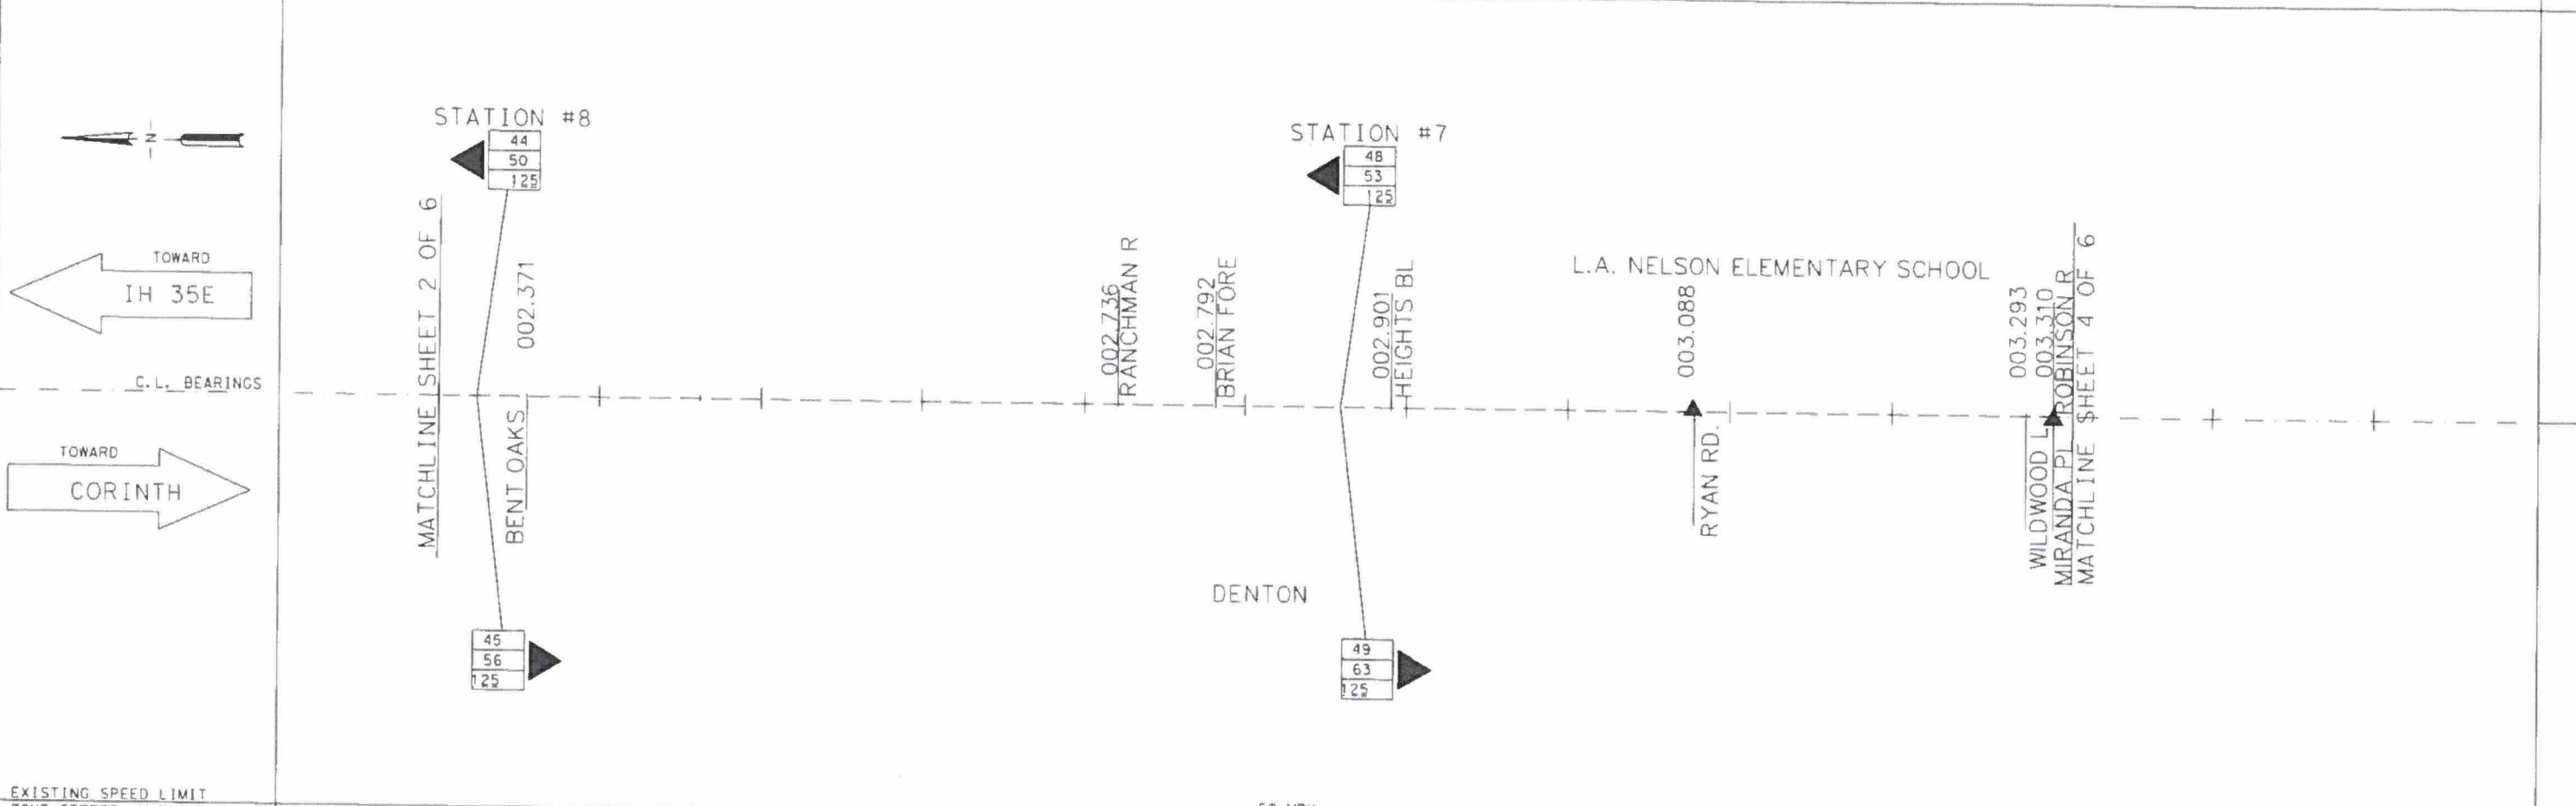 N
TOWARD
IH 35E
C.L. BEARINGS
TOWARD
CORINTH
EXISTING SPEED LIMIT
MATCHLINE SHEET 2 OF 6
STATION #8
44
50
125
002.371
BENT OAKS
45
56
125
002.736
RANCHMAN R
002.792
BRIAN FORE
STATION #7
48
53
125
002.901
HEIGHTS BL
DENTON
49
63
125
L.A. NELSON ELEMENTARY SCHOOL
003.088
RYAN RD.
003.293
WILDWOOD L
003.310
MIRANDA PL ROBINSON R
MATCHLINE SHEET 4 OF 6